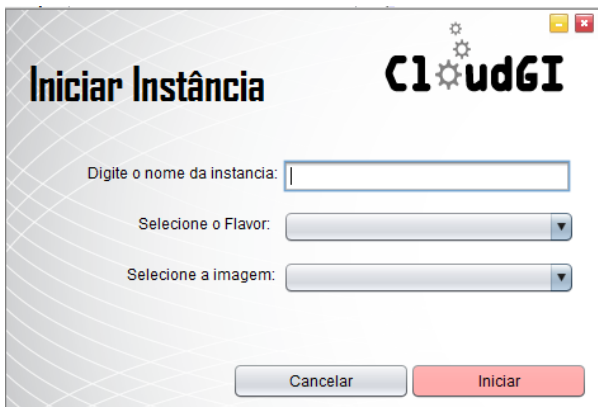 Iniciar Instância
CloudGI
Digite o nome da instancia:
Selecione o Flavor:
Selecione a imagem:
Cancelar
Iniciar